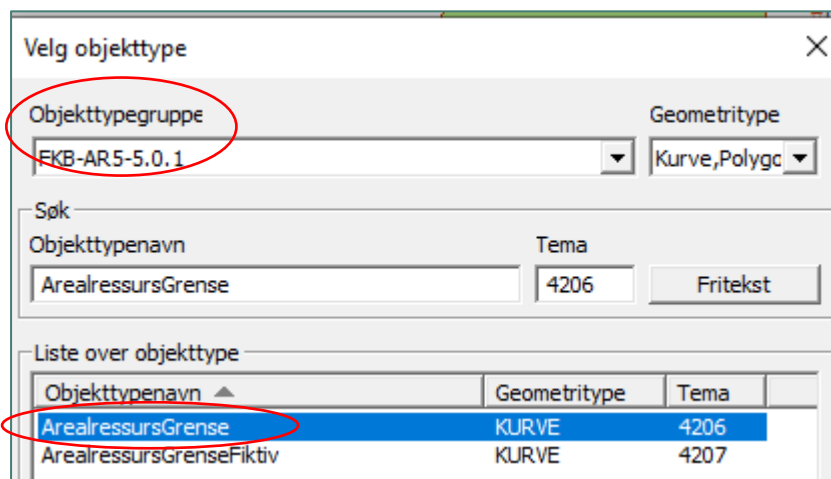 Velg objekttype
Objekttypegruppe Geometritype
FKB-AR5-5.0.1 Kurve,Polygo
Søk
Objekttypenavn Tema
ArealressursGrense 4206 Fritekst
Liste over objekttype
Objekttypenavn Geometritype Tema
ArealressursGrense KURVE 4206
ArealressursGrenseFiktiv KURVE 4207